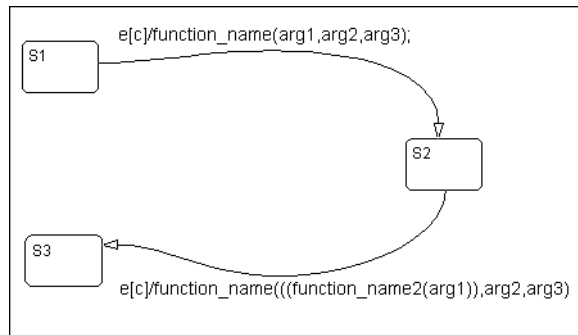 e[c]/function_name(arg1,arg2,arg3);
S1
S2
S3
e[c]/function_name(((function_name2(arg1)),arg2,arg3)